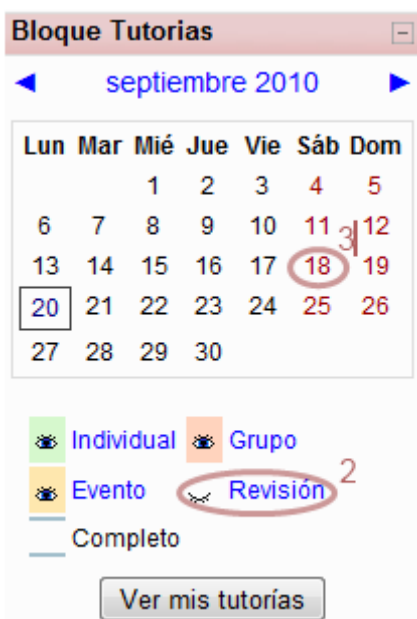 Bloque Tutorias
septiembre 2010
Lun Mar Mié Jue Vie Sáb Dom
1 2 3 4 5
6 7 8 9 10 11 12
3
13 14 15 16 17 18 19
20 21 22 23 24 25 26
27 28 29 30
Individual Grupo
Evento Revisión 2
Completo
Ver mis tutorías